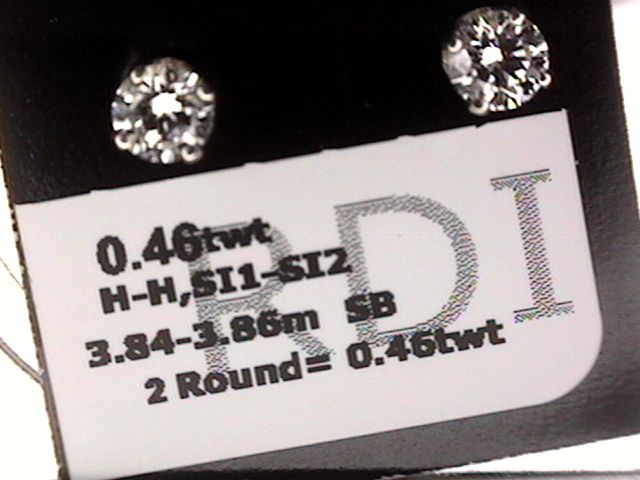 RDI
0.46twt
H-H,SI1-SI2
3.84-3.86m SB
2 Round= 0.46twt